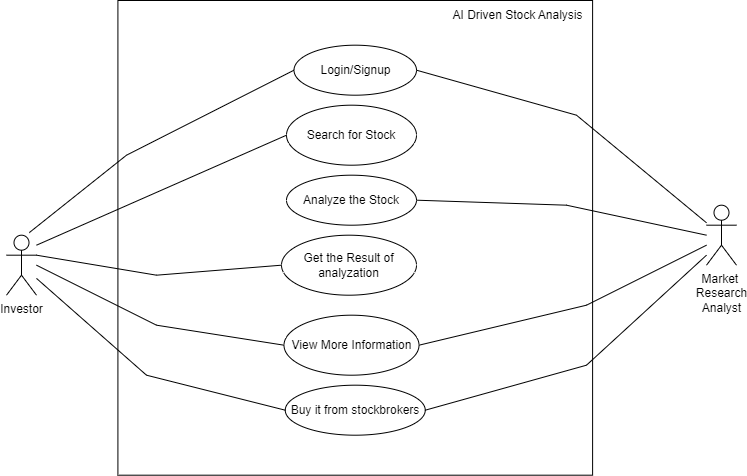 AI Driven Stock Analysis
Login/Signup
Search for Stock
Analyze the Stock
Get the Result of
analyzation
View More Information
Buy it from stockbrokers
Investor
Market
Research
Analyst